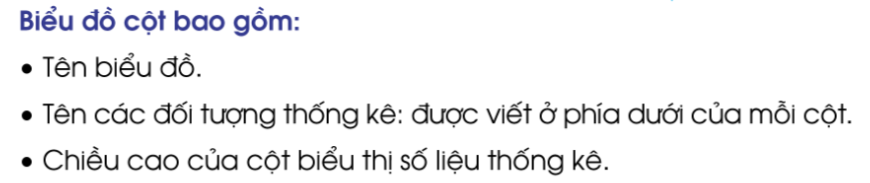 Biểu đồ cột bao gồm:
• Tên biểu đồ.
• Tên các đối tượng thống kê: được viết ở phía dưới của mỗi cột.
• Chiều cao của cột biểu thị số liệu thống kê.